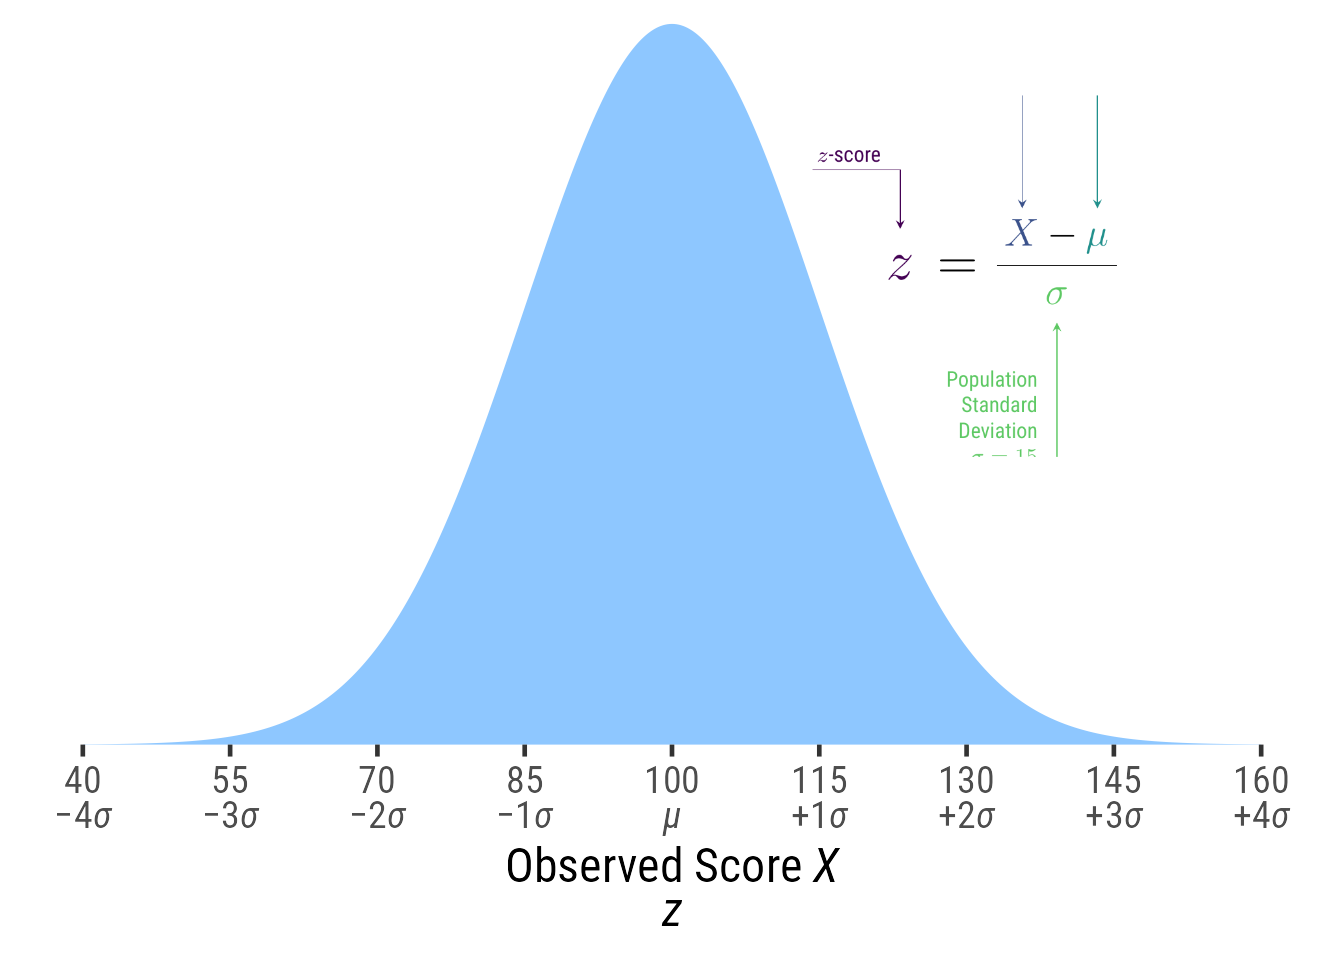 z-score
z = X − μ
σ
Population
Standard
Deviation
σ = 15
40 55 70 85 100 115 130 145 160
−4σ −3σ −2σ −1σ μ +1σ +2σ +3σ +4σ
Observed Score X
z